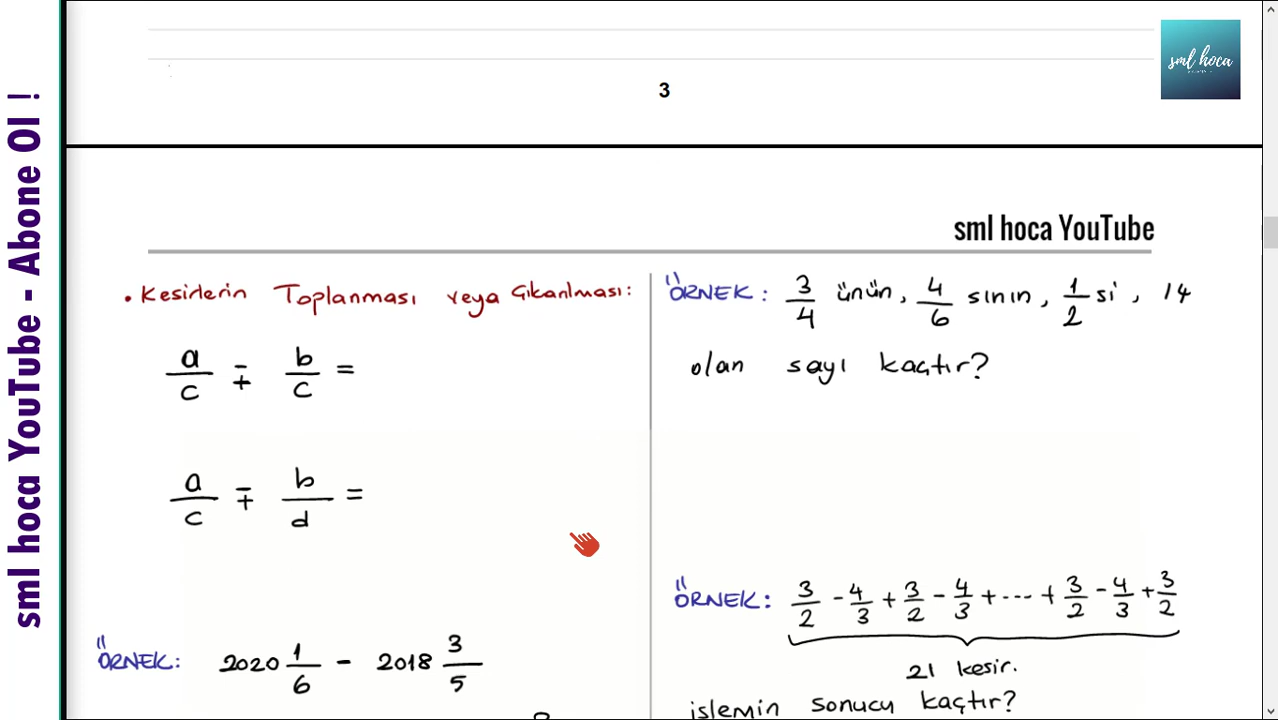 sml hoca YouTube - Abone Ol !
sml hoca
3
sml hoca YouTube
• Kesirlerin Toplanması veya Çıkarılması:
a/c ∓ b/c =
a/c ∓ b/d =
ÖRNEK: 2020 1/6 - 2018 3/5
ÖRNEK: 3/4 ünün, 4/6 sının, 1/2 si, 14
olan sayı kaçtır?
ÖRNEK: 3/2 - 4/3 + 3/2 - 4/3 + ... + 3/2 - 4/3 + 3/2
21 kesir.
işlemin sonucu kaçtır?